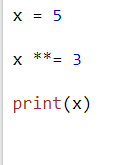 x = 5
x **= 3
print(x)